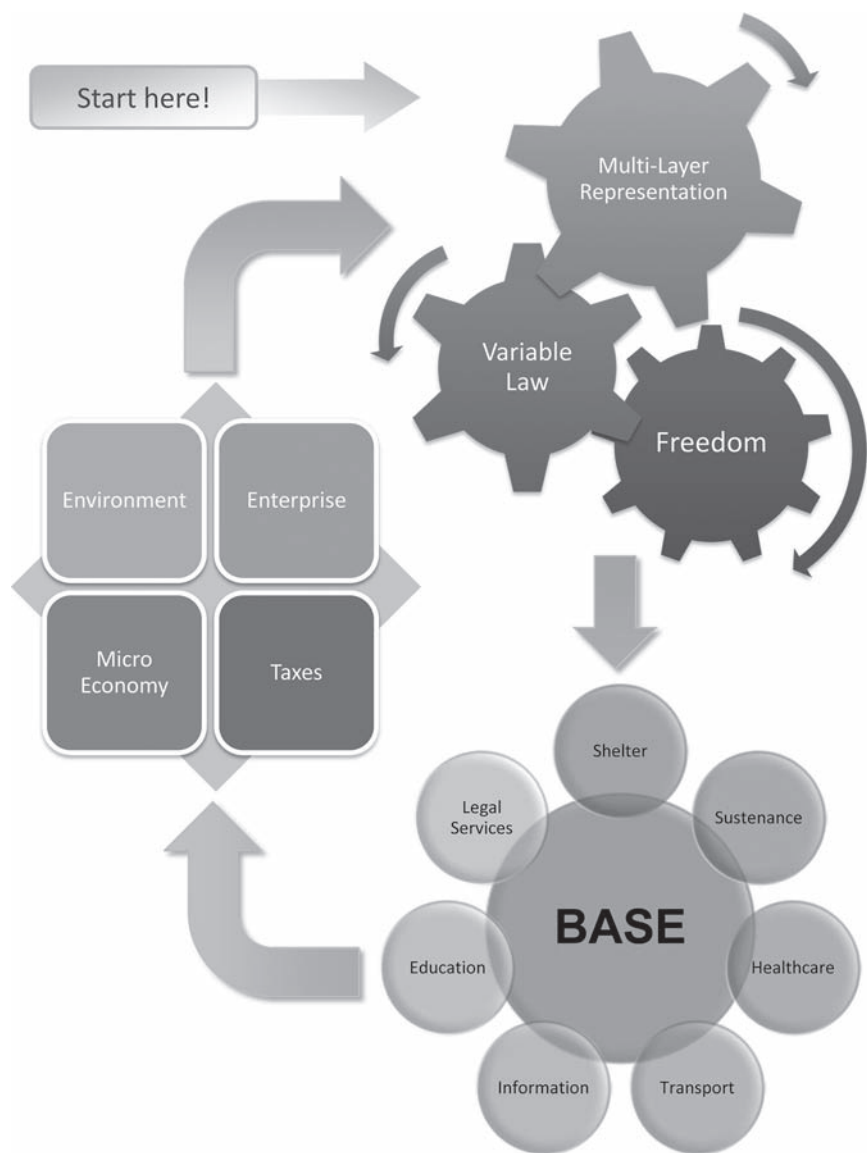 Start here!
Multi-Layer
Representation
Variable
Law
Freedom
Environment
Enterprise
Micro
Economy
Taxes
Shelter
Legal
Services
Sustenance
BASE
Education
Healthcare
Information
Transport